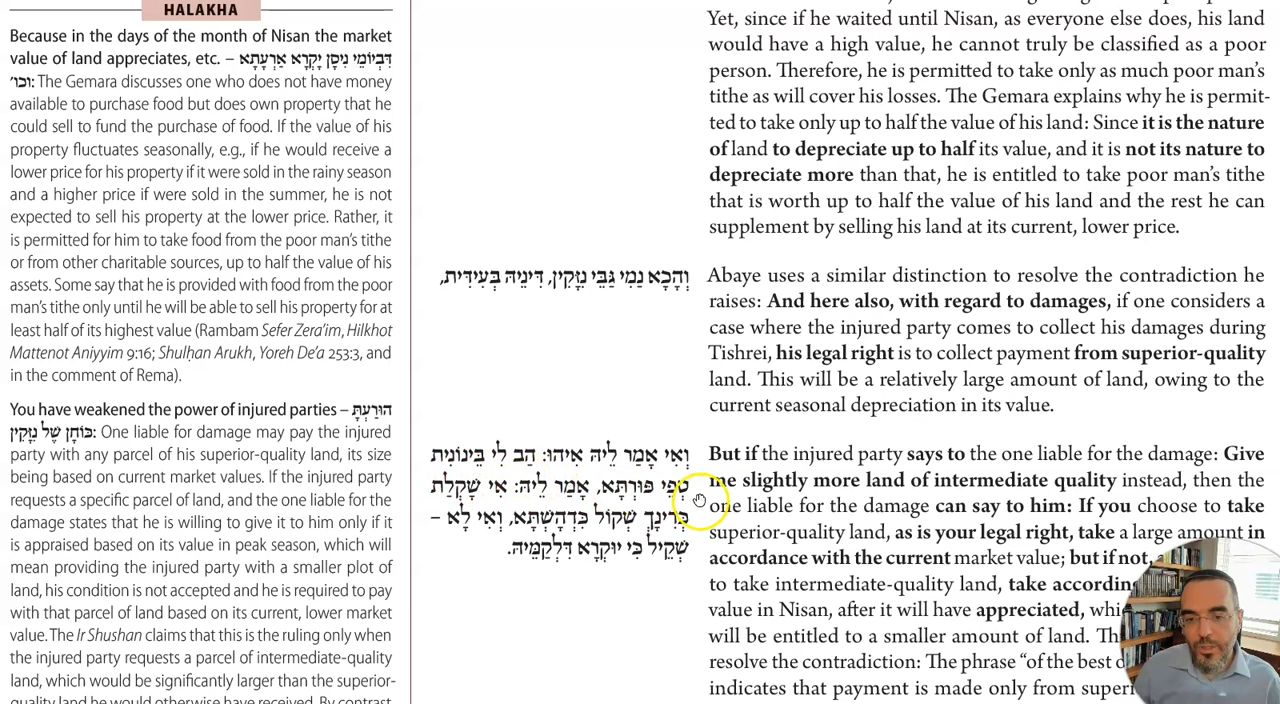 HALAKHA
Because in the days of the month of Nisan the market
value of land appreciates, etc. – דִּבְיוֹמֵי נִיסָן יָקְרָא אַרְעָתָא
וכו׳: The Gemara discusses one who does not have money
available to purchase food but does own property that he
could sell to fund the purchase of food. If the value of his
property fluctuates seasonally, e.g., if he would receive a
lower price for his property if it were sold in the rainy season
and a higher price if were sold in the summer, he is not
expected to sell his property at the lower price. Rather, it
is permitted for him to take food from the poor man's tithe
or from other charitable sources, up to half the value of his
assets. Some say that he is provided with food from the poor
man's tithe only until he will be able to sell his property for at
least half of its highest value (Rambam Sefer Zera'im, Hilkhot
Mattenot Aniyyim 9:16; Shulḥan Arukh, Yoreh De'a 253:3, and
in the comment of Rema).
You have weakened the power of injured parties – הוּרַעְתָּ
כּוֹחָן שֶׁל נִזָּקִין: One liable for damage may pay the injured
party with any parcel of his superior-quality land, its size
being based on current market values. If the injured party
requests a specific parcel of land, and the one liable for the
damage states that he is willing to give it to him only if it
is appraised based on its value in peak season, which will
mean providing the injured party with a smaller plot of
land, his condition is not accepted and he is required to pay
with that parcel of land based on its current, lower market
value. The Ir Shushan claims that this is the ruling only when
the injured party requests a parcel of intermediate-quality
land, which would be significantly larger than the superior-
quality land he would otherwise have received. By contrast
וְהָכָא נַמֵי גַּבֵּי נִזָּקִין, דִּינֵיהּ בְּעִידִּית,
וְאִי אָמַר לֵיהּ אִיהוּ: הַב לִי בֵּינוֹנִית
טְפֵי פּוּרְתָּא, אָמַר לֵיהּ: אִי שָׁקְלַתְּ
כְּדִינָךְ שְׁקוֹל כִּדְהָשְׁתָּא, וְאִי לָא –
שְׁקֵיל כִּי יוּקְרָא דִּלְקַמֵּיהּ.
Yet, since if he waited until Nisan, as everyone else does, his land
would have a high value, he cannot truly be classified as a poor
person. Therefore, he is permitted to take only as much poor man's
tithe as will cover his losses. The Gemara explains why he is permit-
ted to take only up to half the value of his land: Since it is the nature
of land to depreciate up to half its value, and it is not its nature to
depreciate more than that, he is entitled to take poor man's tithe
that is worth up to half the value of his land and the rest he can
supplement by selling his land at its current, lower price.
Abaye uses a similar distinction to resolve the contradiction he
raises: And here also, with regard to damages, if one considers a
case where the injured party comes to collect his damages during
Tishrei, his legal right is to collect payment from superior-quality
land. This will be a relatively large amount of land, owing to the
current seasonal depreciation in its value.
But if the injured party says to the one liable for the damage: Give
me slightly more land of intermediate quality instead, then the
one liable for the damage can say to him: If you choose to take
superior-quality land, as is your legal right, take a large amount in
accordance with the current market value; but if not,
to take intermediate-quality land, take
value in Nisan, after it will have appreciated,
will be entitled to a smaller amount of land.
resolve the contradiction: The phrase “of the best
indicates that payment is made only from